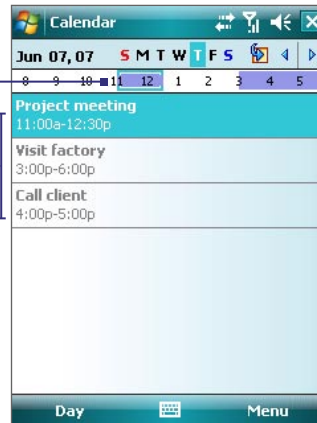 Calendar
Jun 07, 07 S M T W T F S
8 9 10 11 12 1 2 3 4 5
Project meeting
11:00a-12:30p
Visit factory
3:00p-6:00p
Call client
4:00p-5:00p
Day Menu